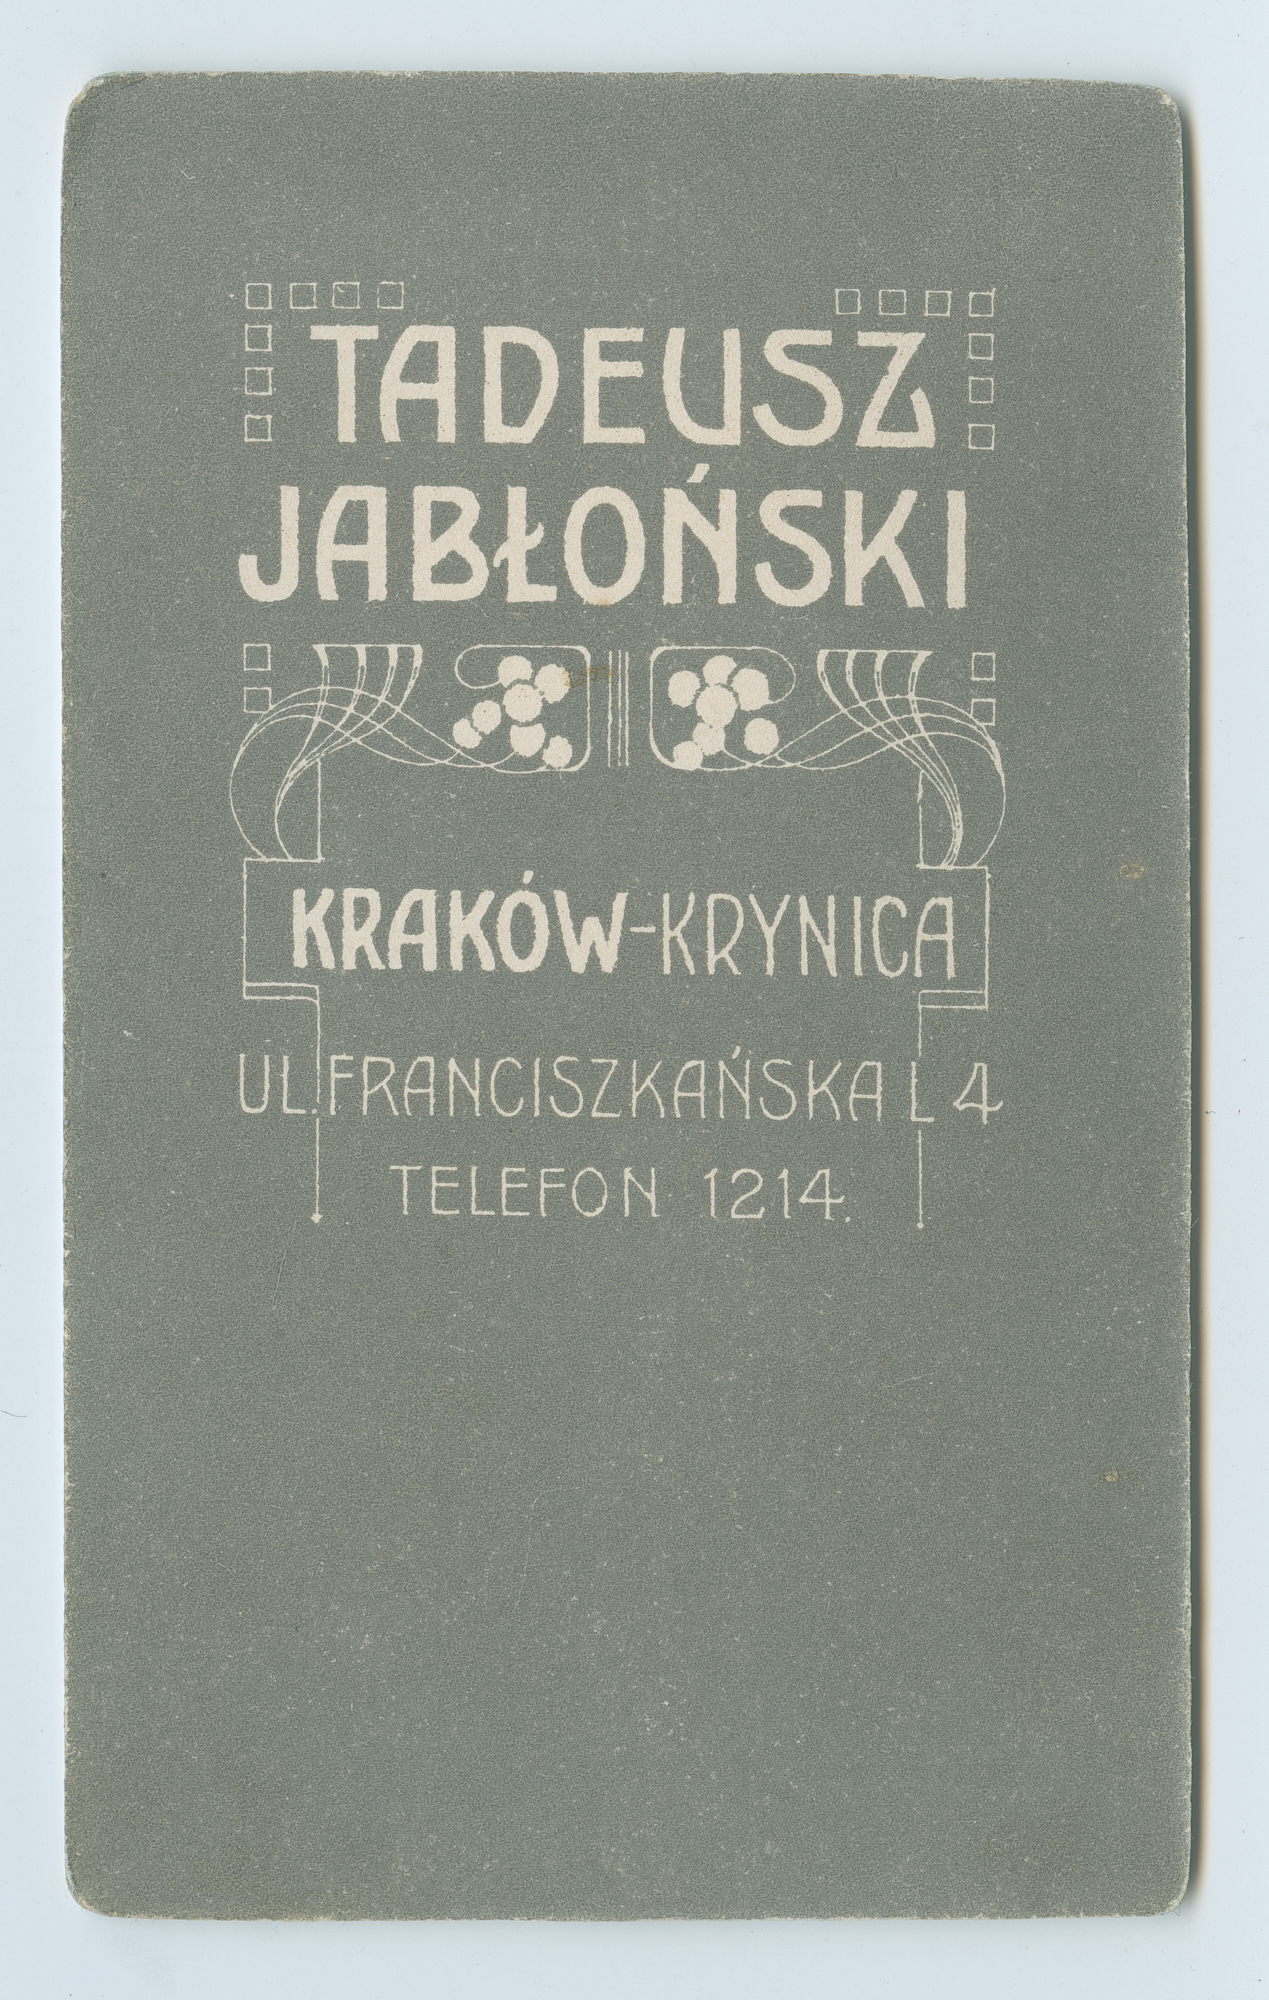 TADEUSZ
JABŁOŃSKI
KRAKÓW-KRYNICA
UL. FRANCISZKAŃSKA L 4
TELEFON 1214.